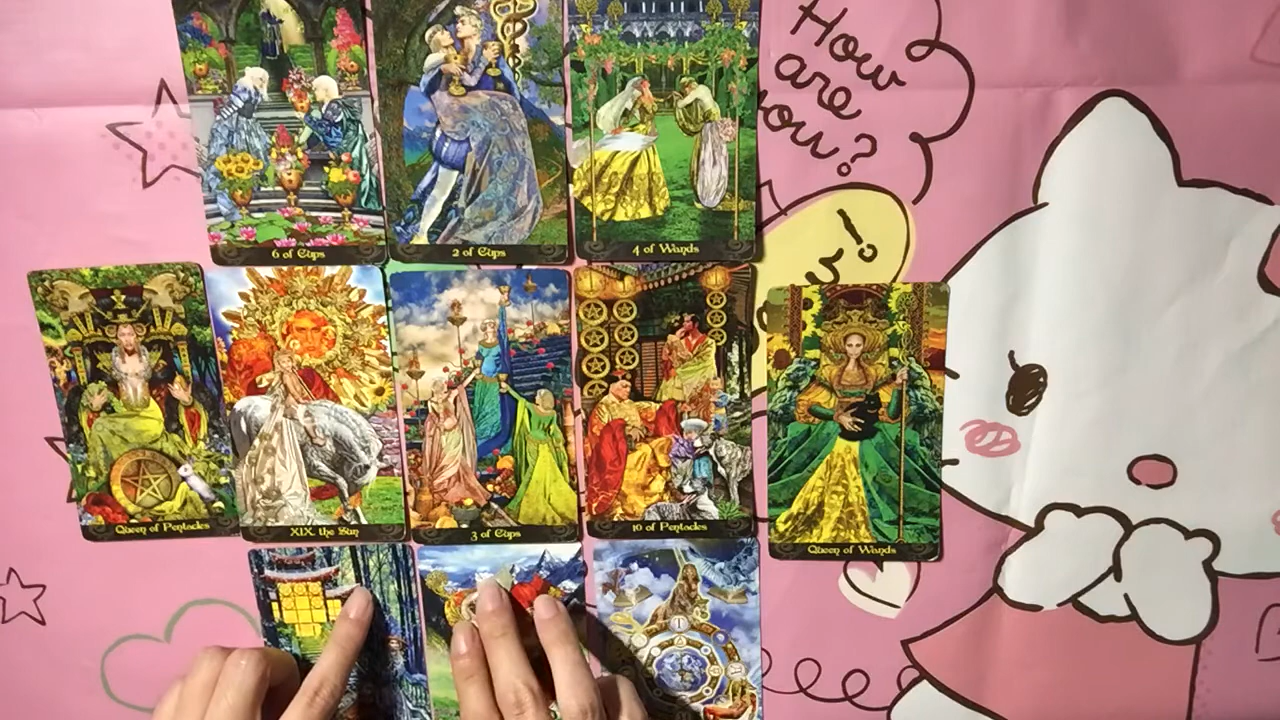 How
are
you?
6 of Cups
2 of Cups
4 of Wands
Queen of Pentacles
XIX. the Sun
3 of Cups
10 of Pentacles
Queen of Wands